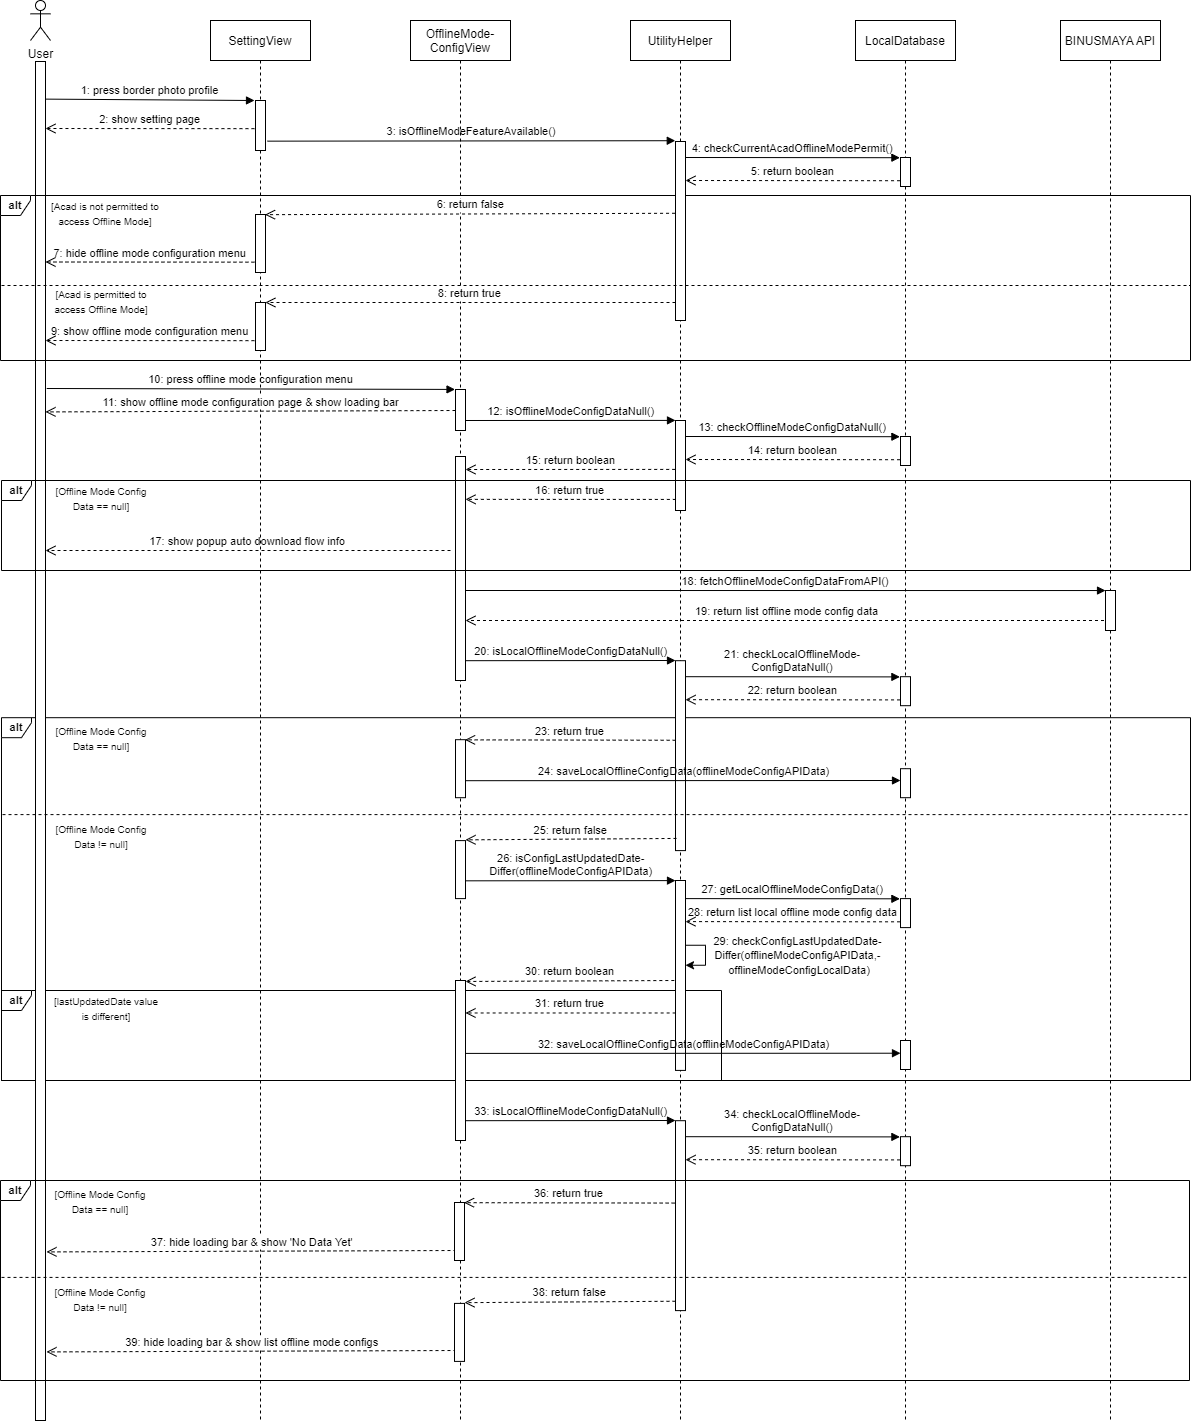 User
SettingView
OfflineMode-
ConfigView
UtilityHelper
LocalDatabase
BINUSMAYA API
1: press border photo profile
2: show setting page
3: isOfflineModeFeatureAvailable()
4: checkCurrentAcadOfflineModePermit()
5: return boolean
alt
[Acad is not permitted to
access Offline Mode]
6: return false
7: hide offline mode configuration menu
[Acad is permitted to
access Offline Mode]
8: return true
9: show offline mode configuration menu
10: press offline mode configuration menu
11: show offline mode configuration page & show loading bar
12: isOfflineModeConfigDataNull()
13: checkOfflineModeConfigDataNull()
14: return boolean
15: return boolean
alt
[Offline Mode Config
Data == null]
16: return true
17: show popup auto download flow info
18: fetchOfflineModeConfigDataFromAPI()
19: return list offline mode config data
20: isLocalOfflineModeConfigDataNull()
21: checkLocalOfflineMode-
ConfigDataNull()
22: return boolean
alt
[Offline Mode Config
Data == null]
23: return true
24: saveLocalOfflineConfigData(offlineModeConfigAPIData)
[Offline Mode Config
Data != null]
25: return false
26: isConfigLastUpdatedDate-
Differ(offlineModeConfigAPIData)
27: getLocalOfflineModeConfigData()
28: return list local offline mode config data
29: checkConfigLastUpdatedDate-
Differ(offlineModeConfigAPIData,-
offlineModeConfigLocalData)
30: return boolean
alt
[lastUpdatedDate value
is different]
31: return true
32: saveLocalOfflineConfigData(offlineModeConfigAPIData)
33: isLocalOfflineModeConfigDataNull()
34: checkLocalOfflineMode-
ConfigDataNull()
35: return boolean
alt
[Offline Mode Config
Data == null]
36: return true
37: hide loading bar & show 'No Data Yet'
[Offline Mode Config
Data != null]
38: return false
39: hide loading bar & show list offline mode configs